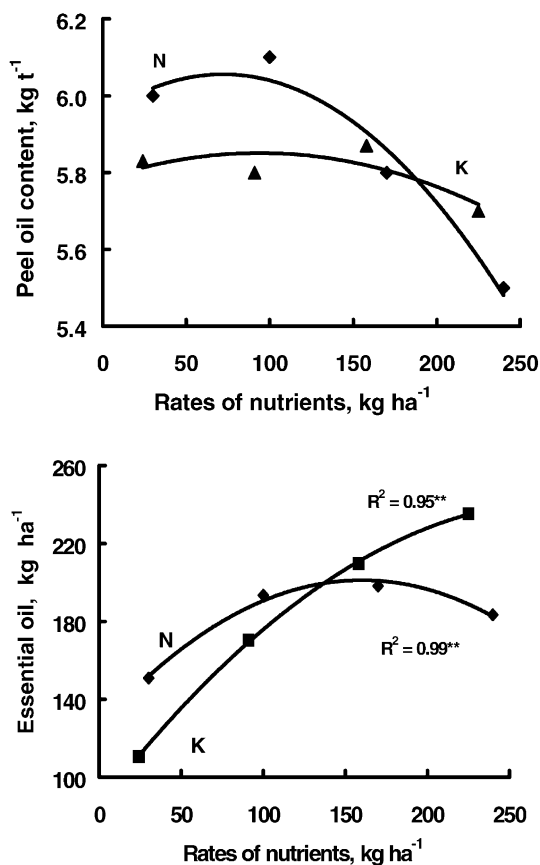 Peel oil content, kg t⁻¹
6.2
6.0
5.8
5.6
5.4
N
K
0 50 100 150 200 250
Rates of nutrients, kg ha⁻¹
Essential oil, kg ha⁻¹
260
220
180
140
100
R² = 0.95**
N
R² = 0.99**
K
0 50 100 150 200 250
Rates of nutrients, kg ha⁻¹